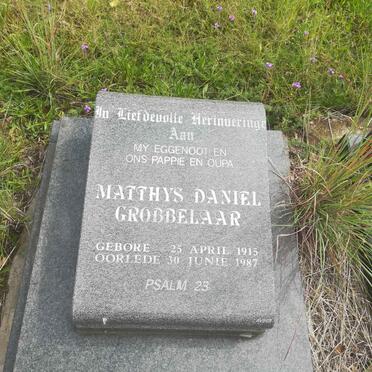 In Liefdevolle Herinneringe
Aan
MY EGGENOOT EN
ONS PAPPIE EN OUPA
MATTHYS DANIEL
GROBBELAAR
GEBORE 25 APRIL 1915
OORLEDE 30 JUNIE 1987
PSALM 23